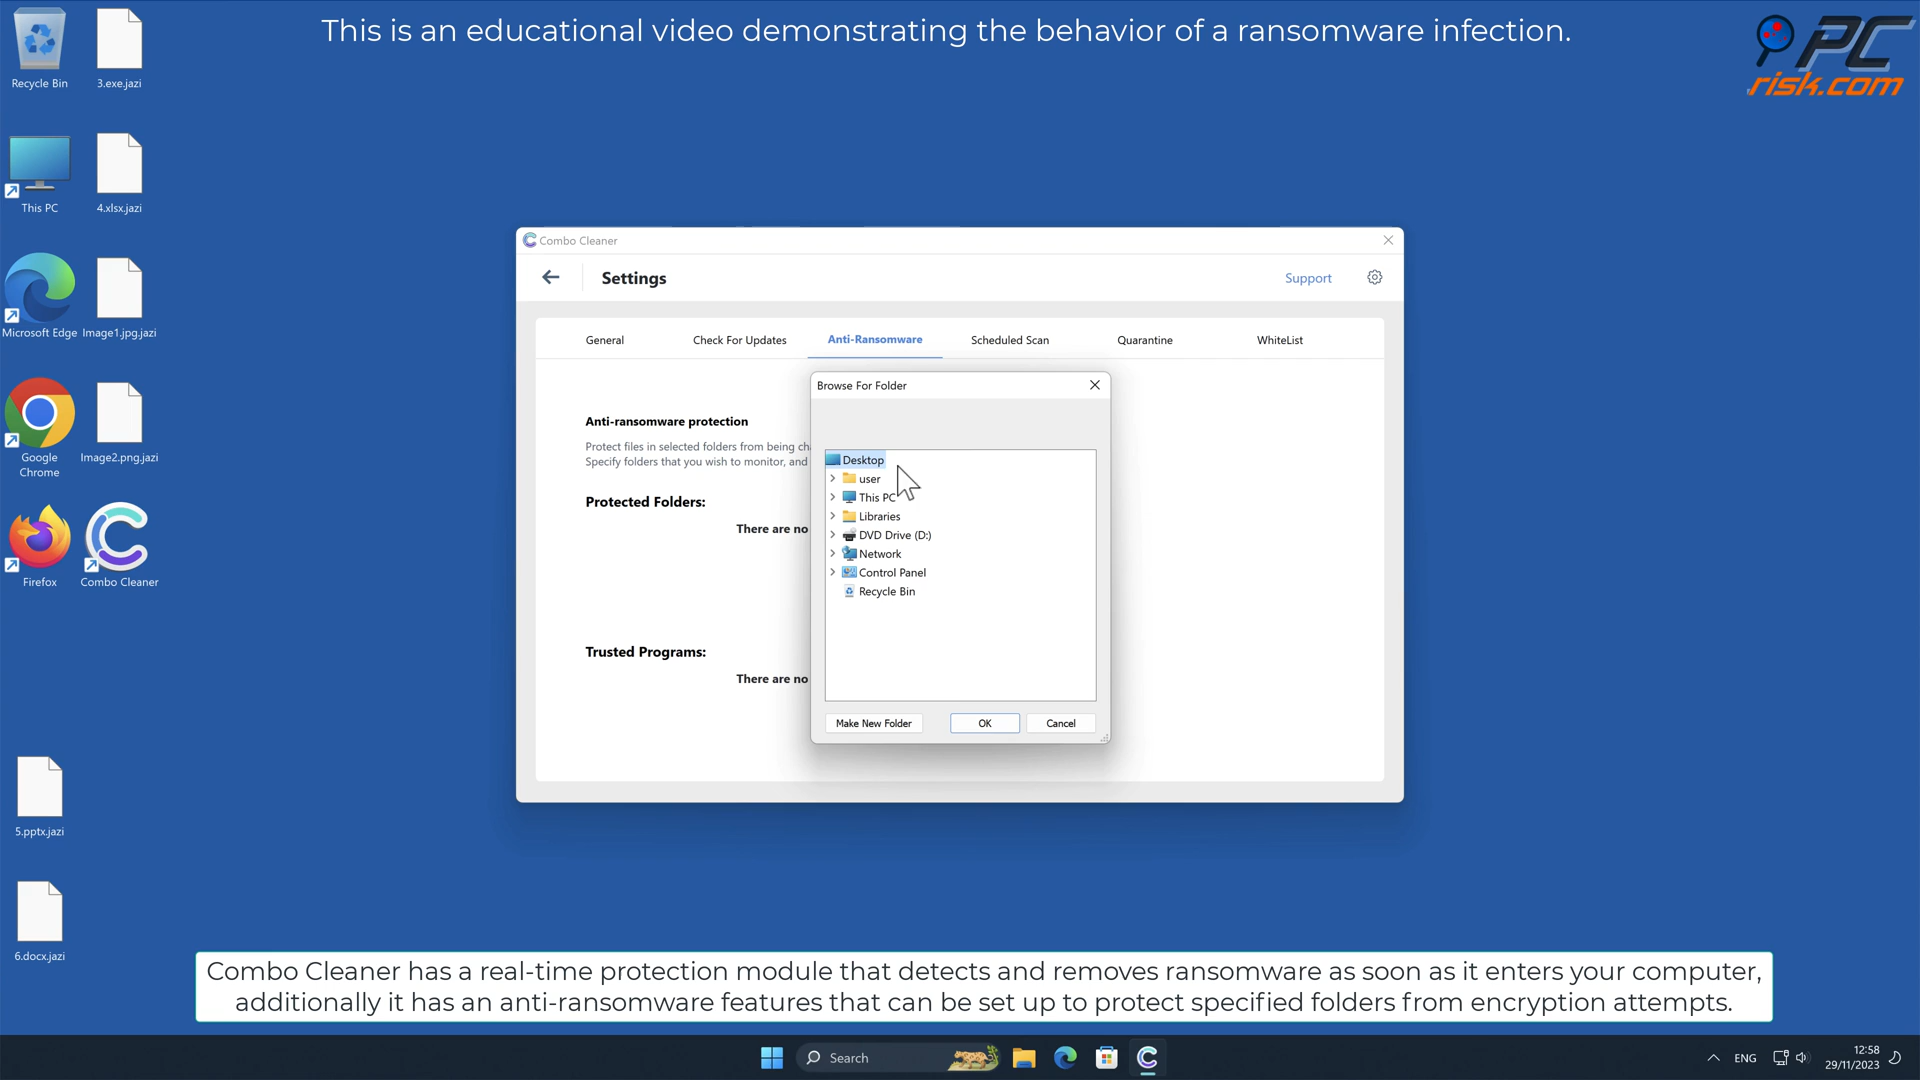 This is an educational video demonstrating the behavior of a ransomware infection.
PC
risk.com
Recycle Bin
3.exe.jazi
This PC
4.xlsx.jazi
Microsoft Edge
Image1.jpg.jazi
Google
Chrome
Image2.png.jazi
Firefox
Combo Cleaner
5.pptx.jazi
6.docx.jazi
Combo Cleaner
Settings
Support
General
Check For Updates
Anti-Ransomware
Scheduled Scan
Quarantine
WhiteList
Anti-ransomware protection
Protect files in selected folders from being ch
Specify folders that you wish to monitor, and
Protected Folders:
There are no
Trusted Programs:
There are no
Browse For Folder
Desktop
user
This PC
Libraries
DVD Drive (D:)
Network
Control Panel
Recycle Bin
Make New Folder
OK
Cancel
Combo Cleaner has a real-time protection module that detects and removes ransomware as soon as it enters your computer,
additionally it has an anti-ransomware features that can be set up to protect specified folders from encryption attempts.
Search
ENG
12:58
29/11/2023